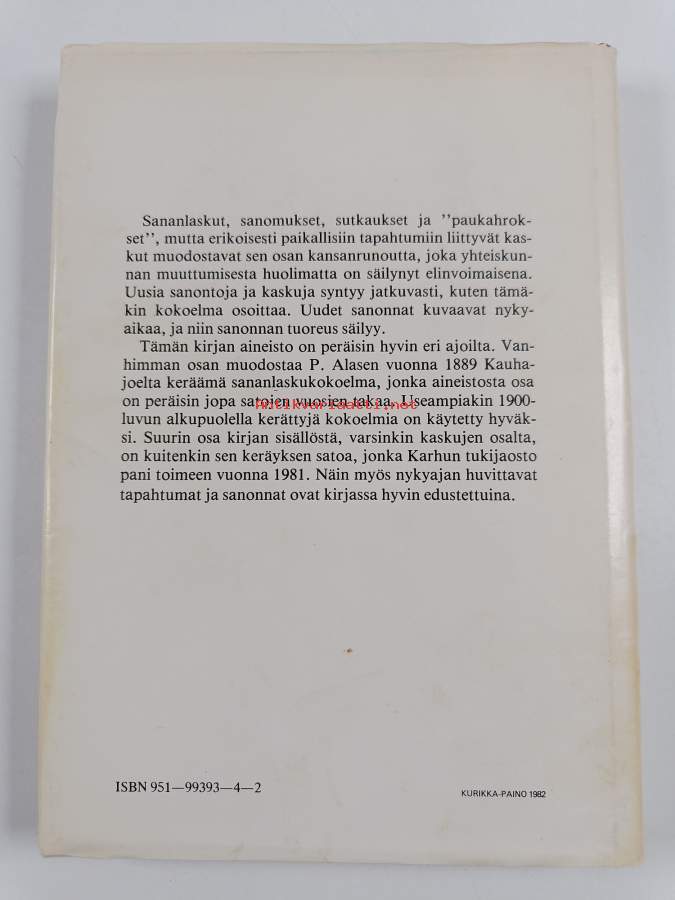 Sananlaskut, sanomukset, sutkaukset ja ”paukahrok-
set”, mutta erikoisesti paikallisiin tapahtumiin liittyvät kas-
kut muodostavat sen osan kansanrunoutta, joka yhteiskun-
nan muuttumisesta huolimatta on säilynyt elinvoimaisena.
Uusia sanontoja ja kaskuja syntyy jatkuvasti, kuten tämä-
kin kokoelma osoittaa. Uudet sanonnat kuvaavat nyky-
aikaa, ja niin sanonnan tuoreus säilyy.
Tämän kirjan aineisto on peräisin hyvin eri ajoilta. Van-
himman osan muodostaa P. Alasen vuonna 1889 Kauha-
joelta keräämä sananlaskukokoelma, jonka aineistosta osa
on peräisin jopa satojen vuosien takaa. Useampiakin 1900-
luvun alkupuolella kerättyjä kokoelmia on käytetty hyväk-
si. Suurin osa kirjan sisällöstä, varsinkin kaskujen osalta,
on kuitenkin sen keräyksen satoa, jonka Karhun tukijaosto
pani toimeen vuonna 1981. Näin myös nykyajan huvittavat
tapahtumat ja sanonnat ovat kirjassa hyvin edustettuina.
Antikvariaatti.net
ISBN 951—99393—4—2
KURIKKA-PAINO 1982